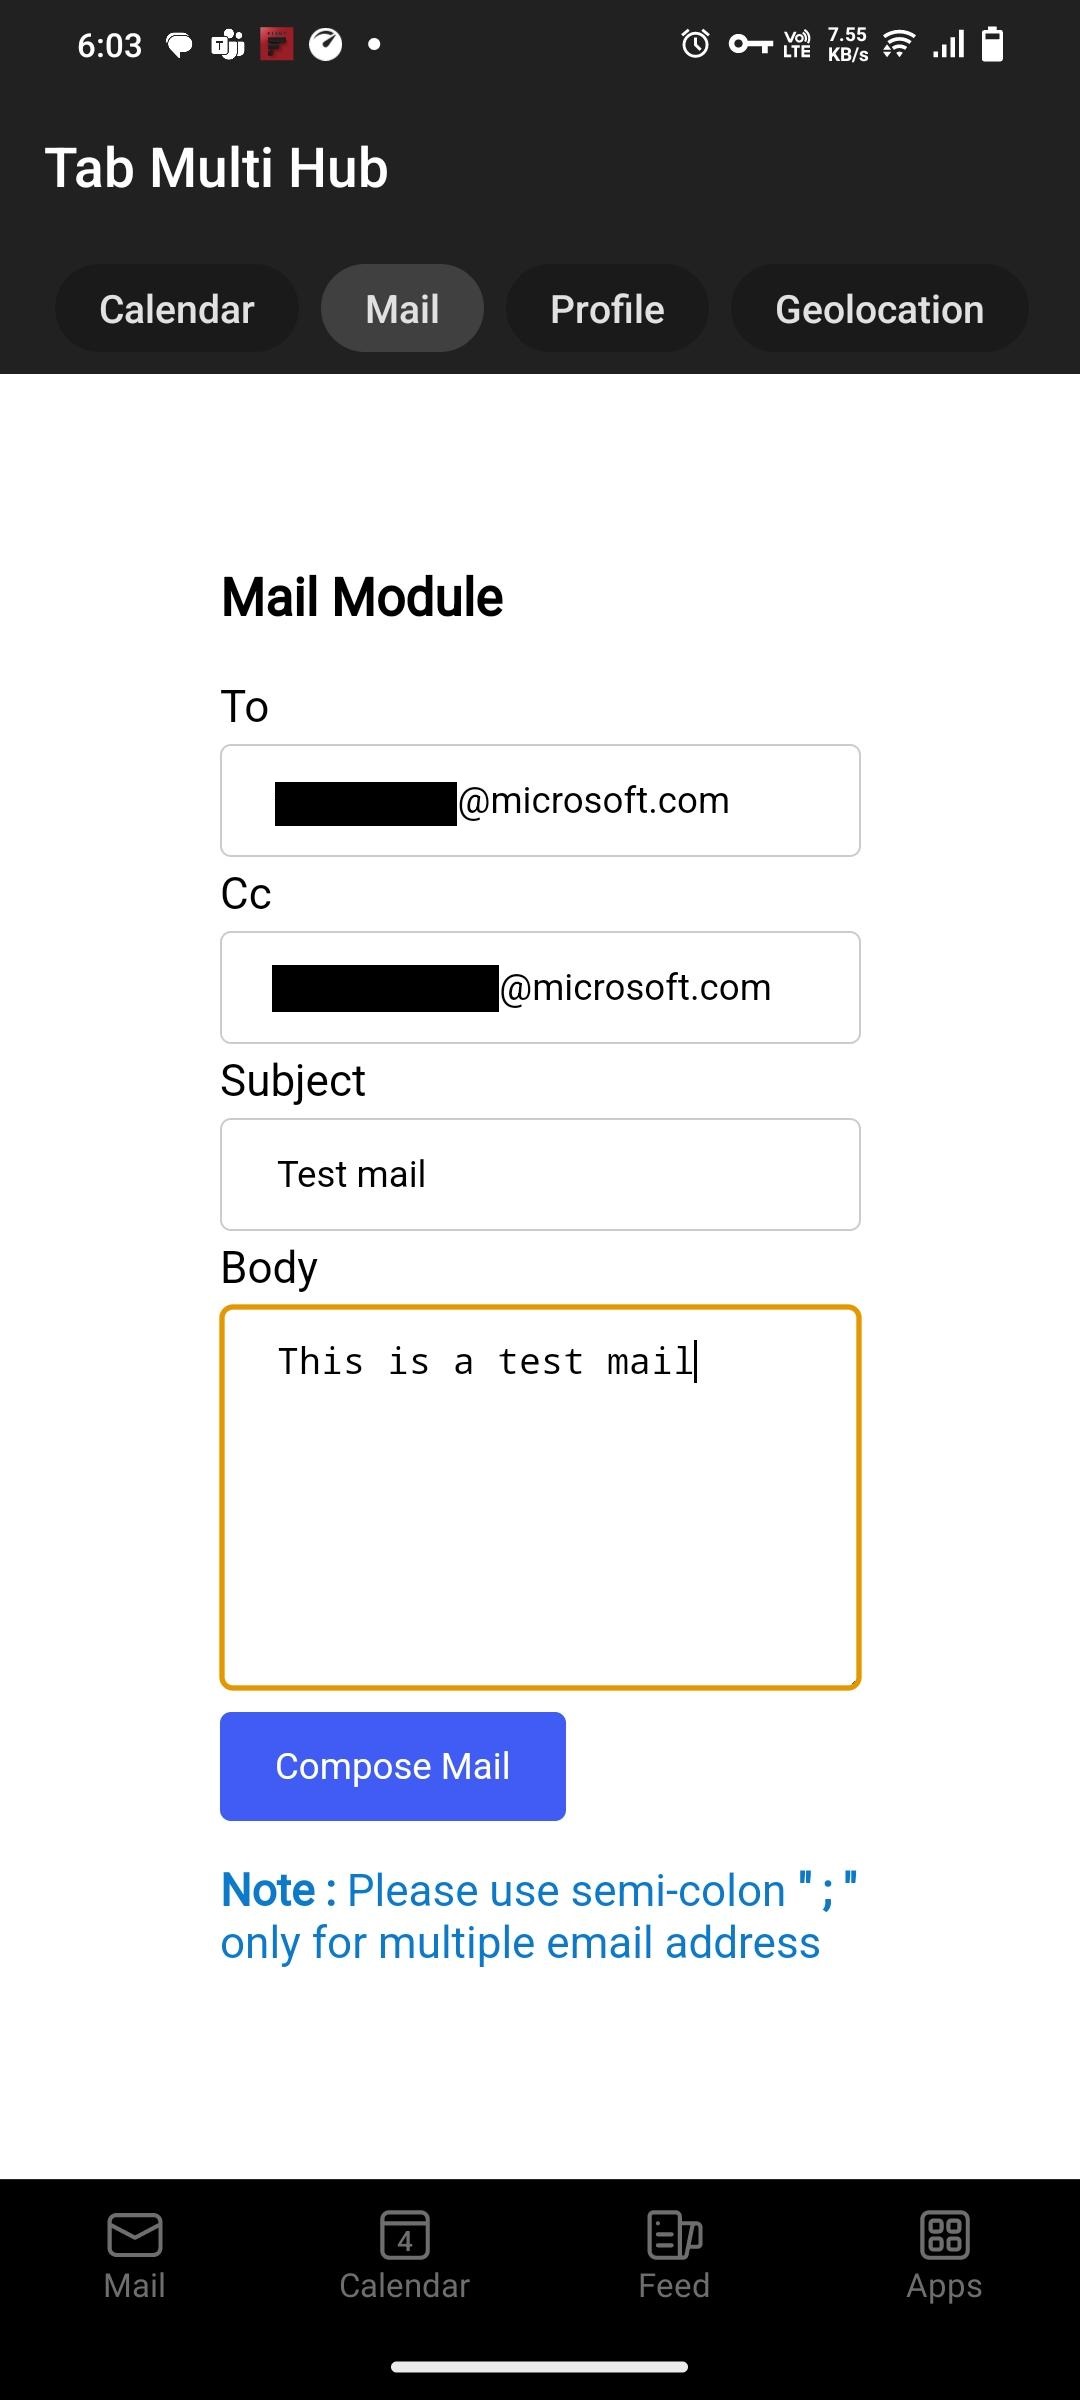 6:03
Vo)) LTE
7.55 KB/s
Tab Multi Hub
Calendar Mail Profile Geolocation
Mail Module
To
@microsoft.com
Cc
@microsoft.com
Subject
Test mail
Body
This is a test mail
Compose Mail
Note : Please use semi-colon " ; "
only for multiple email address
4
Mail Calendar Feed Apps